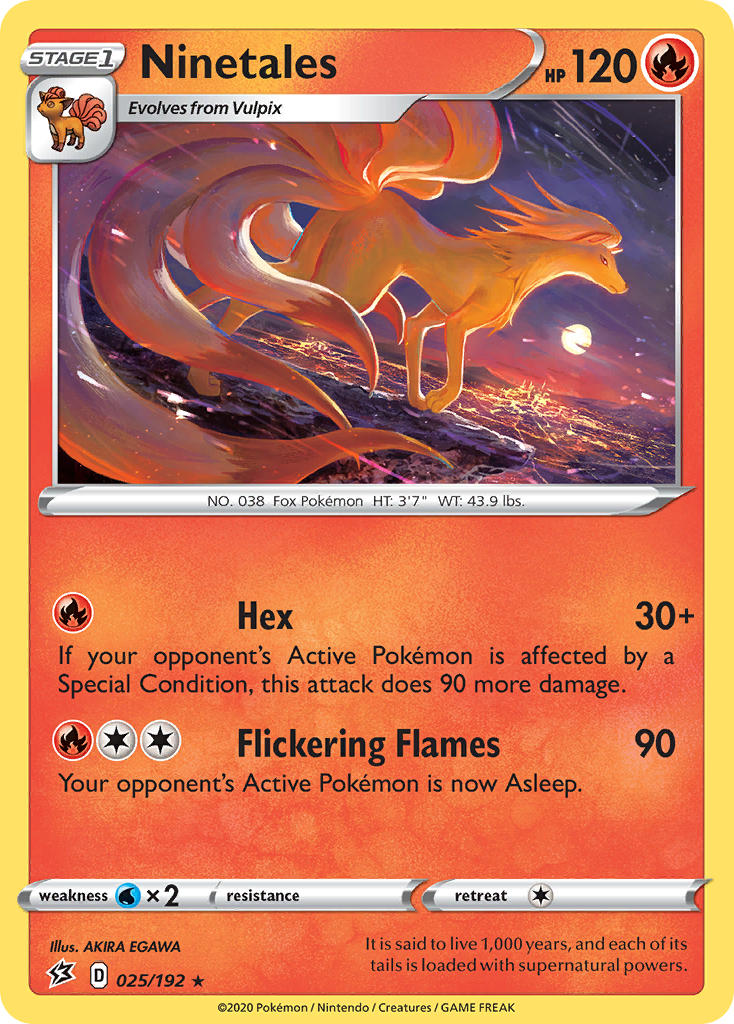 STAGE 1
Ninetales
HP 120
Evolves from Vulpix
NO. 038 Fox Pokémon HT: 3'7" WT: 43.9 lbs.
Hex 30+
If your opponent's Active Pokémon is affected by a
Special Condition, this attack does 90 more damage.
Flickering Flames 90
Your opponent's Active Pokémon is now Asleep.
weakness ×2 resistance retreat
Illus. AKIRA EGAWA
It is said to live 1,000 years, and each of its
tails is loaded with supernatural powers.
D 025/192 ★
©2020 Pokémon / Nintendo / Creatures / GAME FREAK